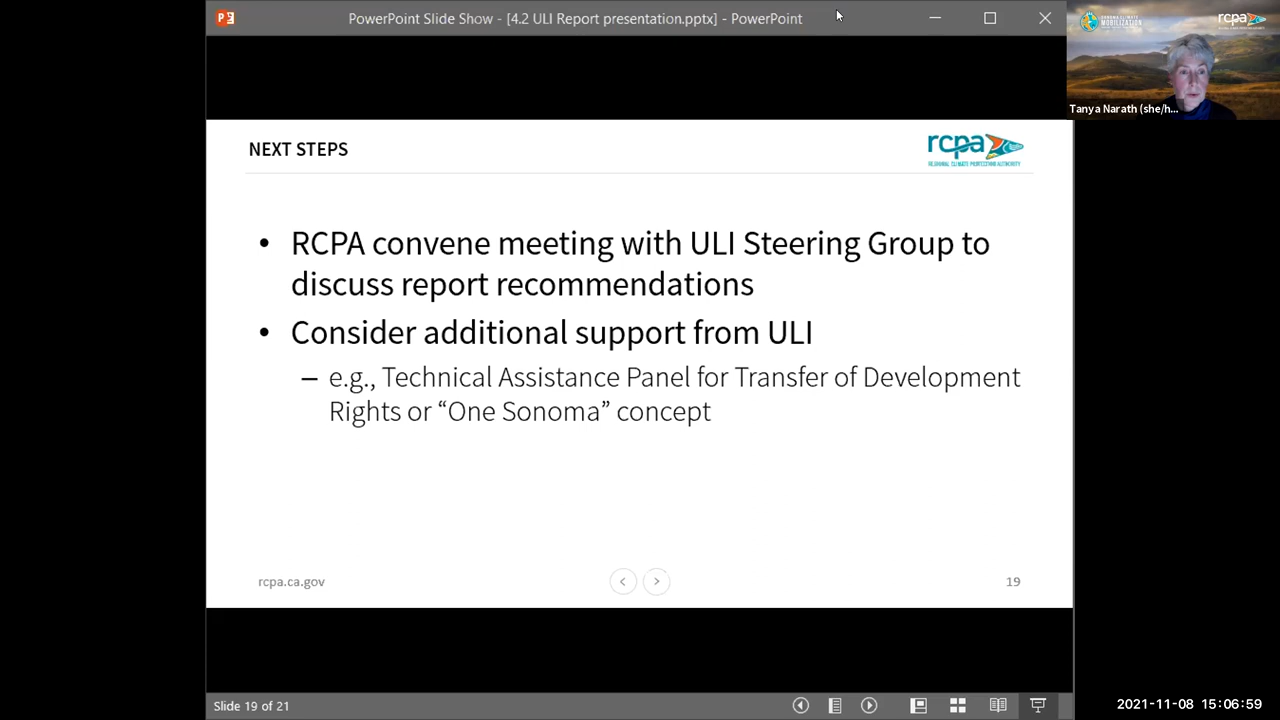 PowerPoint Slide Show - [4.2 ULI Report presentation.pptx] - PowerPoint
rcpa
Tanya Narath (she/h...
NEXT STEPS
rcpa
REGIONAL CLIMATE PROTECTION AUTHORITY
• RCPA convene meeting with ULI Steering Group to
discuss report recommendations
• Consider additional support from ULI
– e.g., Technical Assistance Panel for Transfer of Development
Rights or “One Sonoma” concept
rcpa.ca.gov
19
Slide 19 of 21
2021-11-08 15:06:59